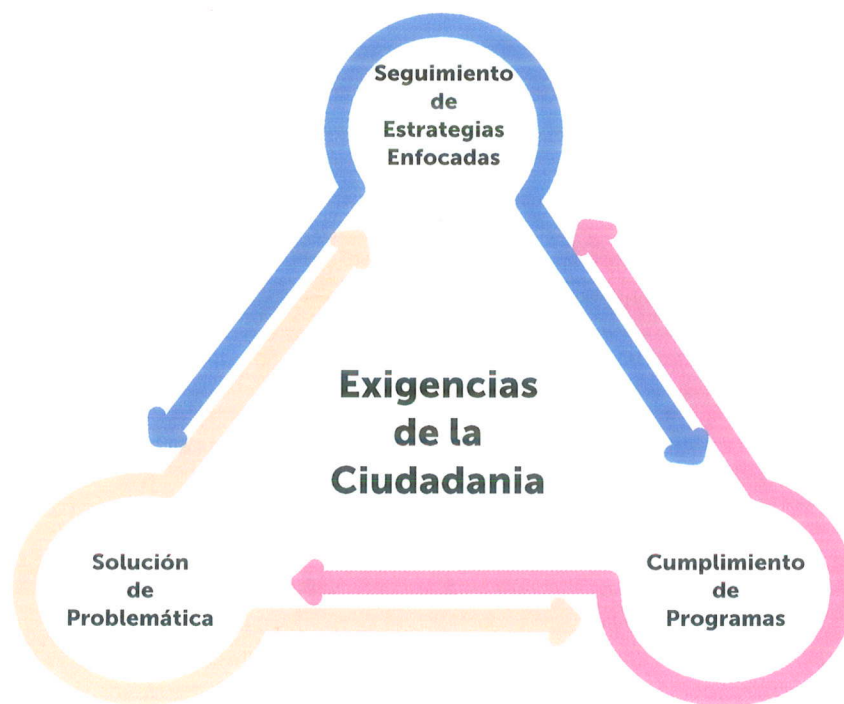 Seguimiento
de
Estrategias
Enfocadas
Exigencias
de la
Ciudadania
Solución
de
Problemática
Cumplimiento
de
Programas